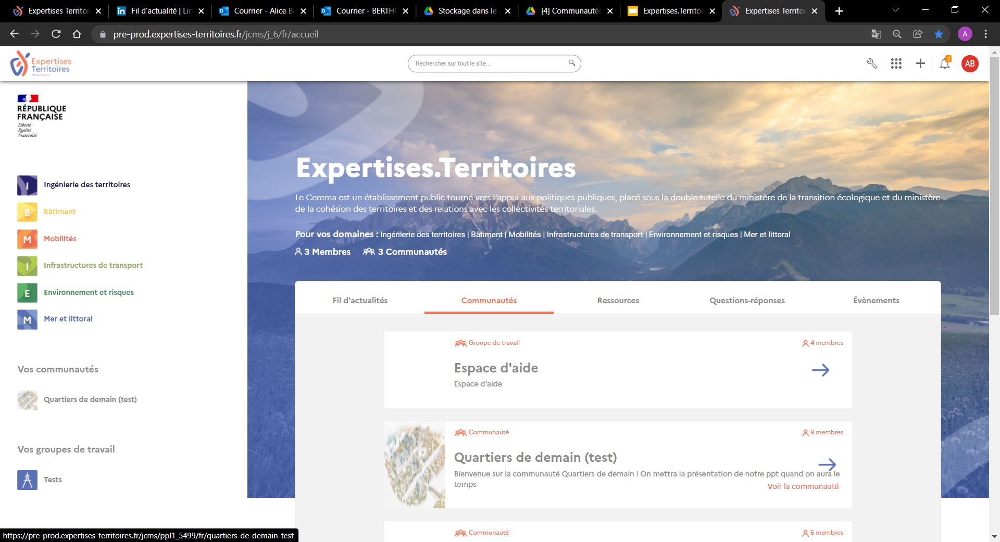 Expertises Territoi
Fil d'actualité | Lin
Courrier - Alice Be
Courrier - BERTHO
Stockage dans le
[4] Communautés
Expertises.Territoi
Expertises Territoi
pre-prod.expertises-territoires.fr/jcms/j_6/fr/accueil
A
Expertises
Territoires
Par le Cerema
Rechercher sur tout le site...
7
AB
RÉPUBLIQUE
FRANÇAISE
Liberté
Égalité
Fraternité
I Ingénierie des territoires
B Bâtiment
M Mobilités
I Infrastructures de transport
E Environnement et risques
M Mer et littoral
Vos communautés
Quartiers de demain (test)
Vos groupes de travail
Tests
Expertises.Territoires
Le Cerema est un établissement public tourné vers l'appui aux politiques publiques, placé sous la double tutelle du ministère de la transition écologique et du ministère
de la cohésion des territoires et des relations avec les collectivités territoriales.
Pour vos domaines : Ingénierie des territoires | Bâtiment | Mobilités | Infrastructures de transport | Environnement et risques | Mer et littoral
3 Membres 3 Communautés
Fil d'actualités Communautés Ressources Questions-réponses Évènements
Groupe de travail 4 membres
Espace d'aide
Espace d'aide
Communauté 9 membres
Quartiers de demain (test)
Bienvenue sur la communauté Quartiers de demain ! On mettra la présentation de notre ppt quand on aura le
temps
Voir la communauté
Communauté 6 membres
https://pre-prod.expertises-territoires.fr/jcms/ppl1_5499/fr/quartiers-de-demain-test